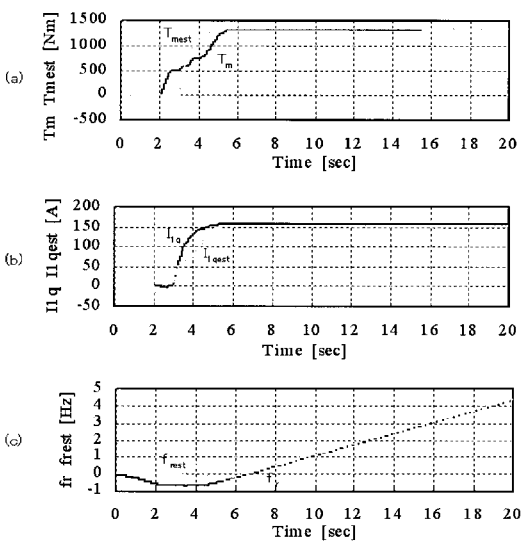 (a)
Tm Tmest [Nm]
1500
1000
500
0
-500
Tmest
Tm
0 2 4 6 8 10 12 14 16 18 20
Time [sec]
(b)
I1q I1qest [A]
200
150
100
50
0
-50
I1q
I1qest
0 2 4 6 8 10 12 14 16 18 20
Time [sec]
(c)
fr frest [Hz]
5
4
3
2
1
0
-1
frest
fr
0 2 4 6 8 10 12 14 16 18 20
Time [sec]